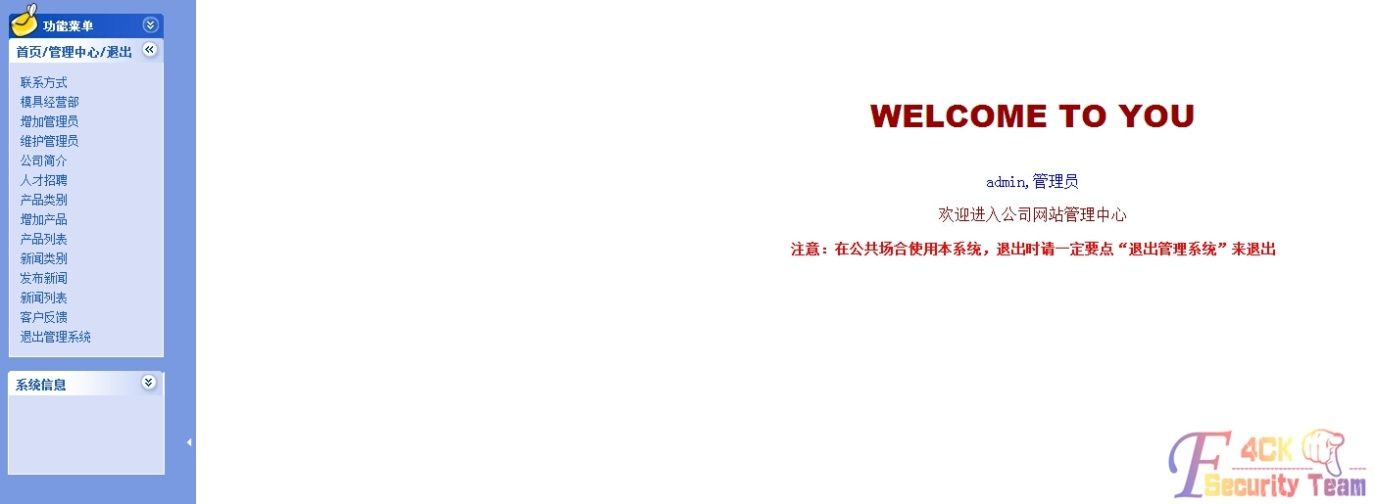 功能菜单
首页/管理中心/退出
联系方式
模具经营部
增加管理员
维护管理员
公司简介
人才招聘
产品类别
增加产品
产品列表
新闻类别
发布新闻
新闻列表
客户反馈
退出管理系统
系统信息
WELCOME TO YOU
admin,管理员
欢迎进入公司网站管理中心
注意：在公共场合使用本系统，退出时请一定要点“退出管理系统”来退出
F4CK
Security Team